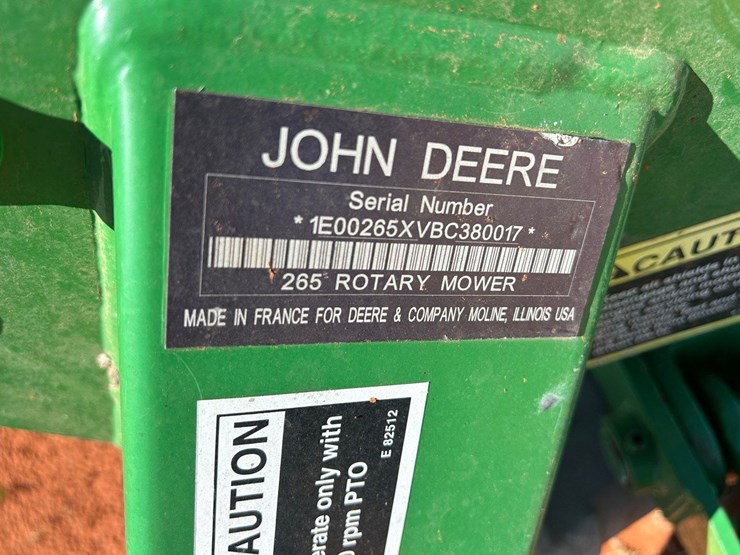 JOHN DEERE
Serial Number
*1E00265XVBC380017*
265 ROTARY MOWER
MADE IN FRANCE FOR DEERE & COMPANY MOLINE, ILLINOIS USA
CAUT
AUTION
erate only with
rpm PTO
E 82512